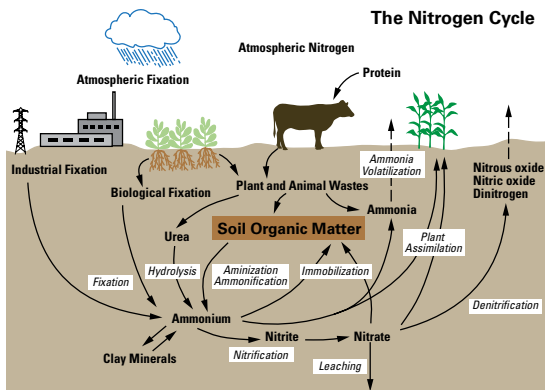 The Nitrogen Cycle
Atmospheric Nitrogen
Protein
Atmospheric Fixation
Industrial Fixation
Biological Fixation
Plant and Animal Wastes
Ammonia
Volatilization
Nitrous oxide
Nitric oxide
Dinitrogen
Ammonia
Urea
Soil Organic Matter
Plant
Assimilation
Fixation
Hydrolysis
Aminization
Ammonification
Immobilization
Denitrification
Ammonium
Nitrite
Nitrate
Clay Minerals
Nitrification
Leaching